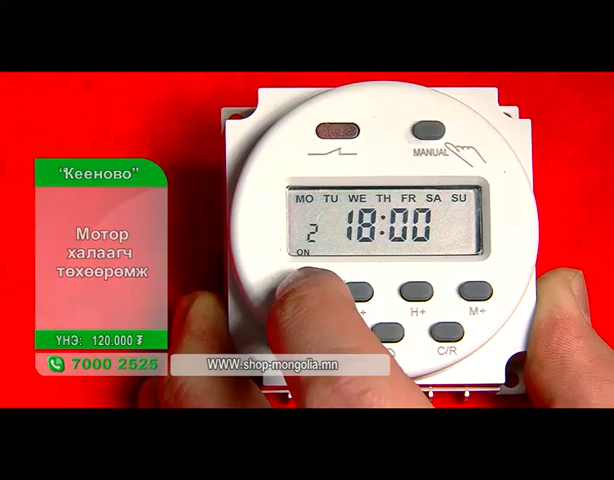 “Кееново”
Мотор
халаагч
төхөөрөмж
ҮНЭ: 120.000 ₮
7000 2525
WWW.shop-mongolia.mn
MANUAL
MO TU WE TH FR SA SU
2 18:00
ON
H+ M+
C/R